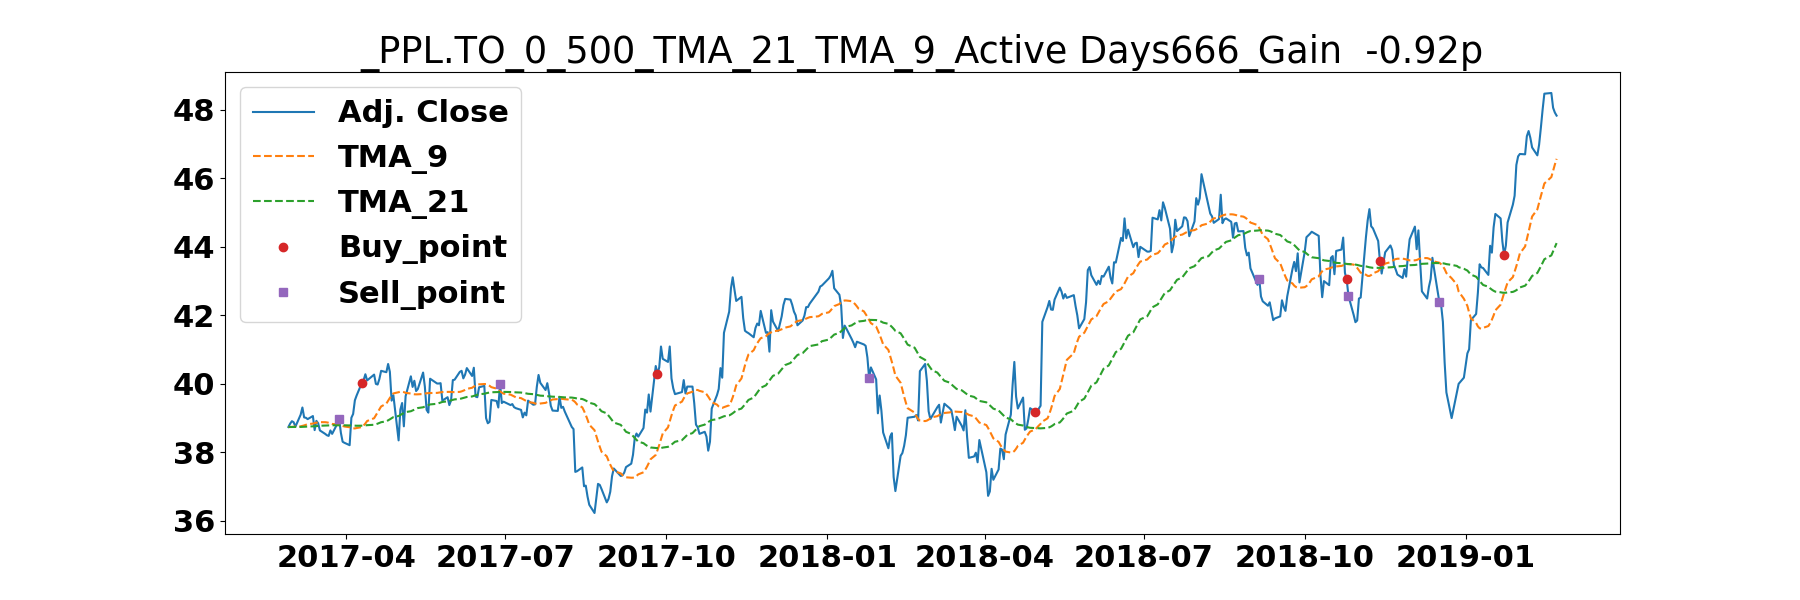 _PPL.TO_0_500_TMA_21_TMA_9_Active Days666_Gain  -0.92p
Adj. Close
TMA_9
TMA_21
Buy_point
Sell_point
48
46
44
42
40
38
36
2017-04 2017-07 2017-10 2018-01 2018-04 2018-07 2018-10 2019-01